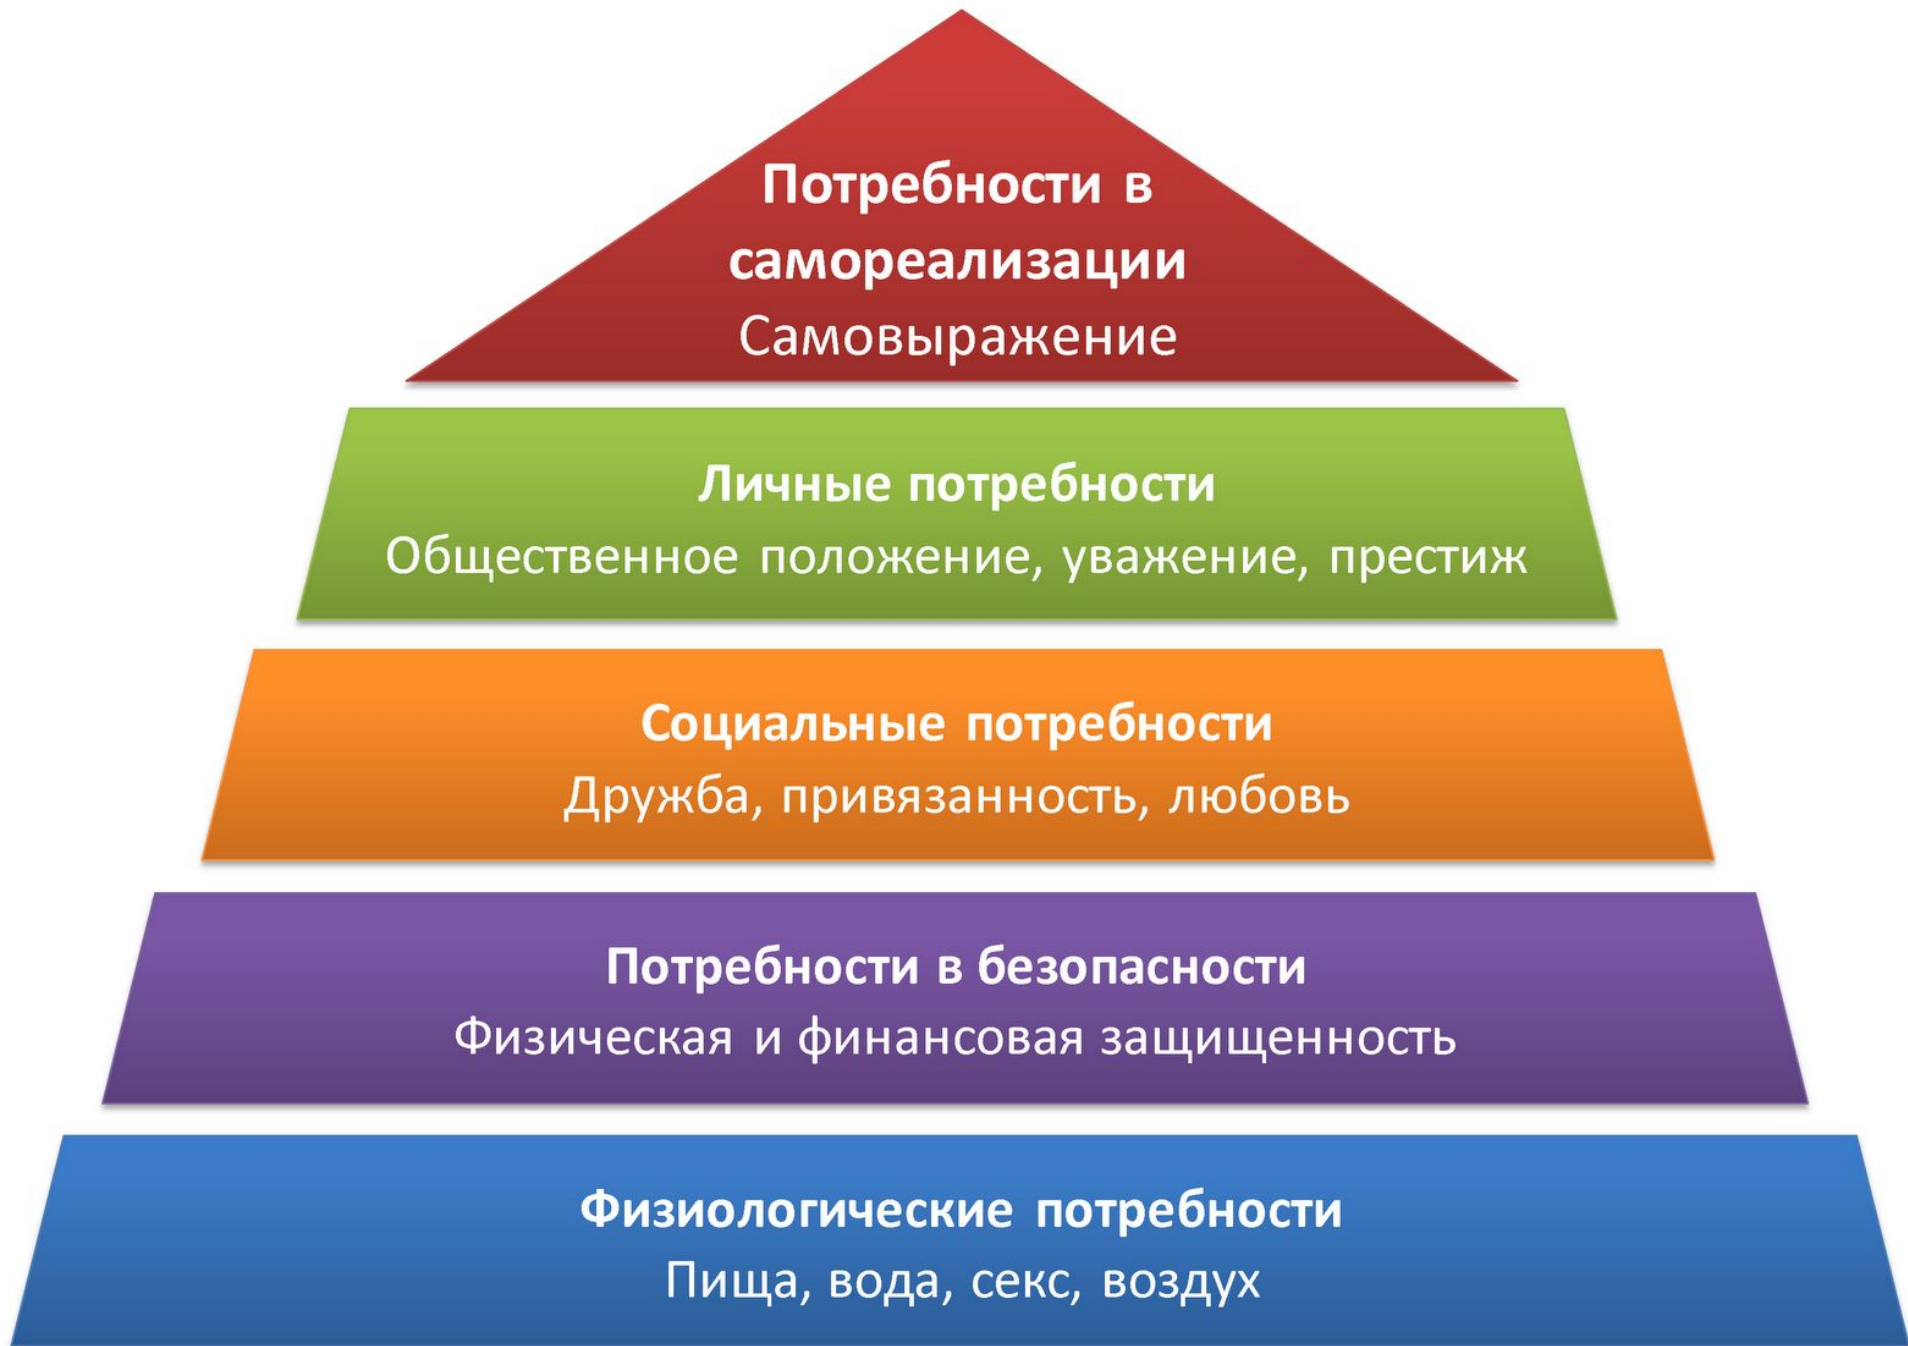 Потребности в
самореализации
Самовыражение
Личные потребности
Общественное положение, уважение, престиж
Социальные потребности
Дружба, привязанность, любовь
Потребности в безопасности
Физическая и финансовая защищенность
Физиологические потребности
Пища, вода, секс, воздух